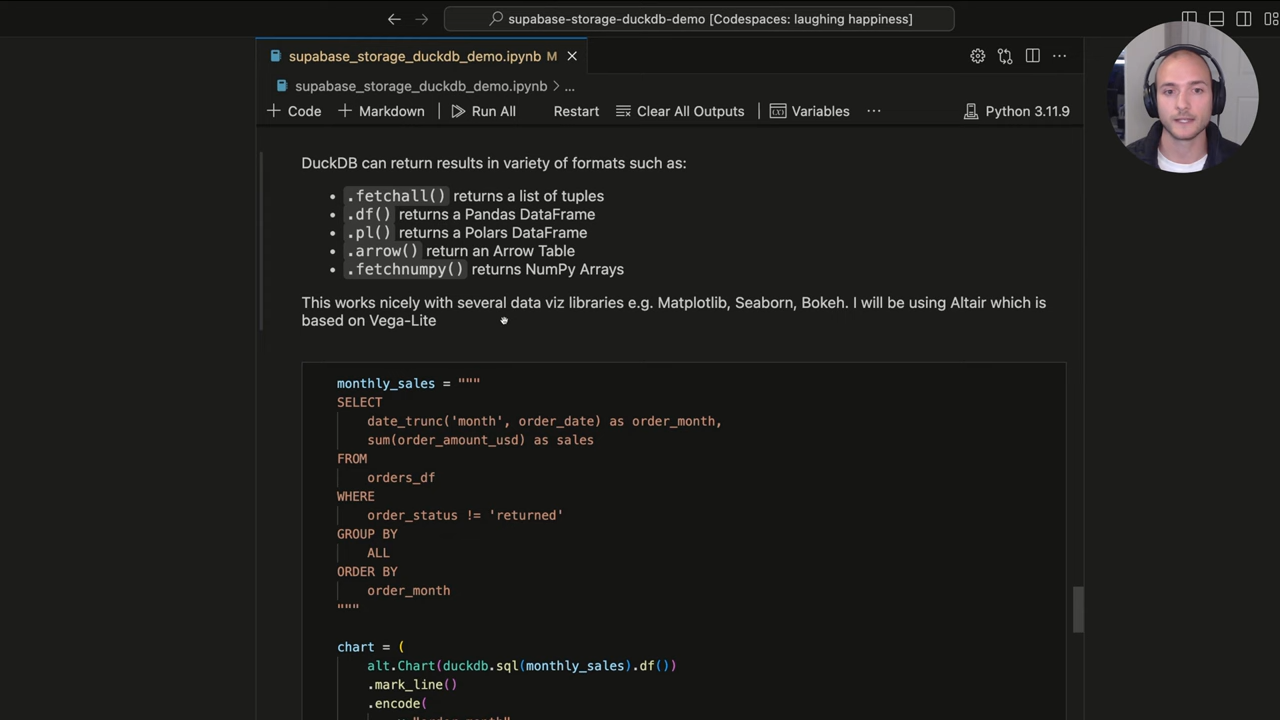 supabase-storage-duckdb-demo [Codespaces: laughing happiness]
supabase_storage_duckdb_demo.ipynb M
supabase_storage_duckdb_demo.ipynb > ...
+ Code + Markdown Run All Restart Clear All Outputs Variables ... Python 3.11.9
DuckDB can return results in variety of formats such as:
• .fetchall() returns a list of tuples
• .df() returns a Pandas DataFrame
• .pl() returns a Polars DataFrame
• .arrow() return an Arrow Table
• .fetchnumpy() returns NumPy Arrays
This works nicely with several data viz libraries e.g. Matplotlib, Seaborn, Bokeh. I will be using Altair which is
based on Vega-Lite
monthly_sales = """
SELECT
date_trunc('month', order_date) as order_month,
sum(order_amount_usd) as sales
FROM
orders_df
WHERE
order_status != 'returned'
GROUP BY
ALL
ORDER BY
order_month
"""
chart = (
alt.Chart(duckdb.sql(monthly_sales).df())
.mark_line()
.encode(